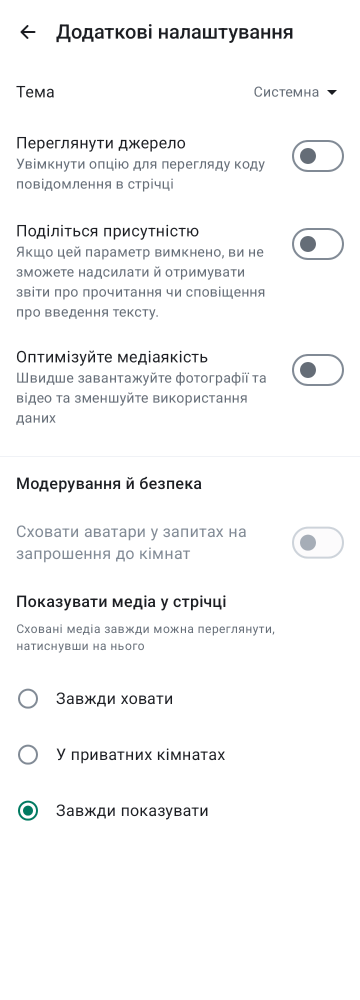 Додаткові налаштування
Тема
Системна
Переглянути джерело
Увімкнути опцію для перегляду коду
повідомлення в стрічці
Поділіться присутністю
Якщо цей параметр вимкнено, ви не
зможете надсилати й отримувати
звіти про прочитання чи сповіщення
про введення тексту.
Оптимізуйте медіаякість
Швидше завантажуйте фотографії та
відео та зменшуйте використання
даних
Модерування й безпека
Сховати аватари у запитах на
запрошення до кімнат
Показувати медіа у стрічці
Сховані медіа завжди можна переглянути,
натиснувши на нього
Завжди ховати
У приватних кімнатах
Завжди показувати